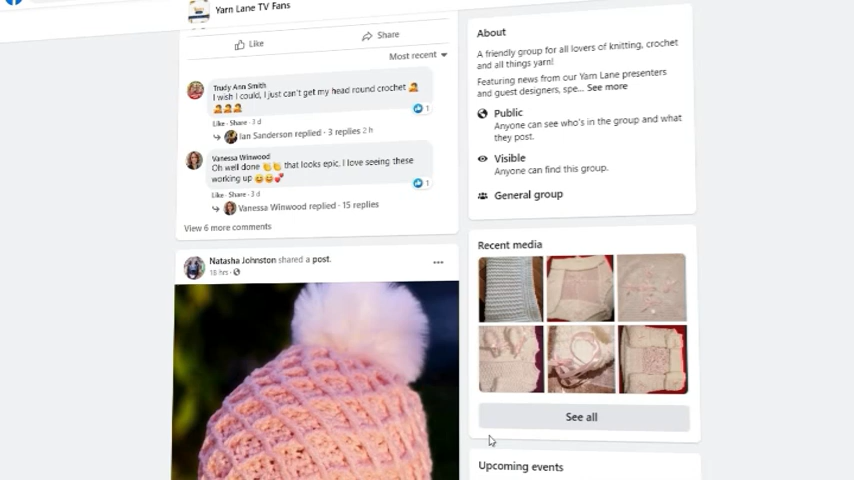 Yarn Lane TV Fans
Like
Share
Most recent
Trudy Ann Smith
I wish I could, I just can't get my head round crochet
1
Like · Share · 3 d
Ian Sanderson replied · 3 replies 2 h
Vanessa Winwood
Oh well done 👏👏 that looks epic, I love seeing these
working up 😊😊💕
1
Like · Share · 3 d
Vanessa Winwood replied · 15 replies
View 6 more comments
Natasha Johnston shared a post.
18 hrs ·
About
A friendly group for all lovers of knitting, crochet
and all things yarn!
Featuring news from our Yarn Lane presenters
and guest designers, spe... See more
Public
Anyone can see who's in the group and what
they post.
Visible
Anyone can find this group.
General group
Recent media
See all
Upcoming events